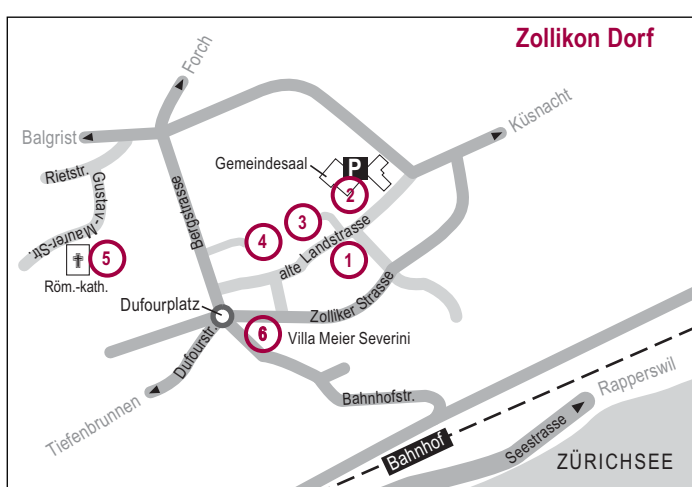 Zollikon Dorf
Forch
Balgrist
Küsnacht
Rietstr.
Gustav-Maurer-Str.
Bergstrasse
Gemeindesaal
P
2
3
4
1
5
alte Landstrasse
Röm.-kath.
Dufourplatz
Zolliker Strasse
6
Villa Meier Severini
Dufourstr.
Tiefenbrunnen
Bahnhofstr.
Rapperswil
Bahnhof
Seestrasse
ZÜRICHSEE